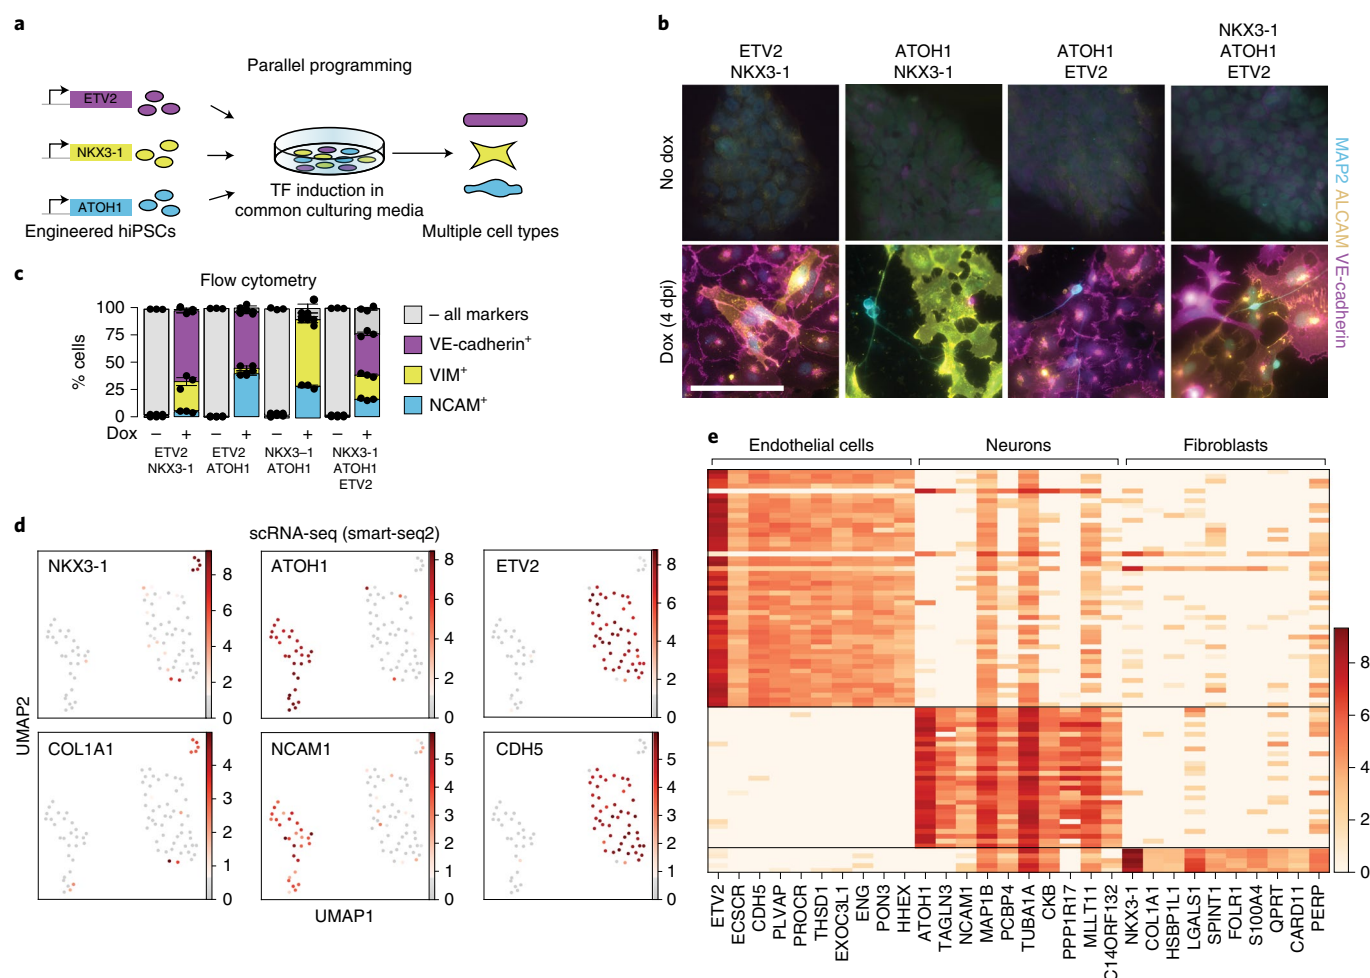 a
Parallel programming
ETV2
NKX3-1
ATOH1
Engineered hiPSCs
TF induction in
common culturing media
Multiple cell types
b
ETV2
NKX3-1
ATOH1
NKX3-1
ATOH1
ETV2
NKX3-1
ATOH1
ETV2
No dox
Dox (4 dpi)
MAP2 ALCAM VE-cadherin
c
Flow cytometry
% cells
100
75
50
25
0
Dox − + − + − + − +
ETV2
NKX3-1
ETV2
ATOH1
NKX3–1
ATOH1
NKX3-1
ATOH1
ETV2
– all markers
VE-cadherin+
VIM+
NCAM+
d
scRNA-seq (smart-seq2)
NKX3-1
8
6
4
2
0
ATOH1
8
6
4
2
0
ETV2
8
6
4
2
0
COL1A1
4
3
2
1
0
NCAM1
5
4
3
2
1
0
CDH5
5
4
3
2
1
0
UMAP2
UMAP1
e
Endothelial cells
Neurons
Fibroblasts
8
6
4
2
0
ETV2
ECSCR
CDH5
PLVAP
PROCR
THSD1
EXOC3L1
ENG
PON3
HHEX
ATOH1
TAGLN3
NCAM1
MAP1B
PCBP4
TUBA1A
CKB
PPP1R17
MLLT11
C14ORF132
NKX3-1
COL1A1
HSBP1L1
LGALS1
SPINT1
FOLR1
S100A4
QPRT
CARD11
PERP